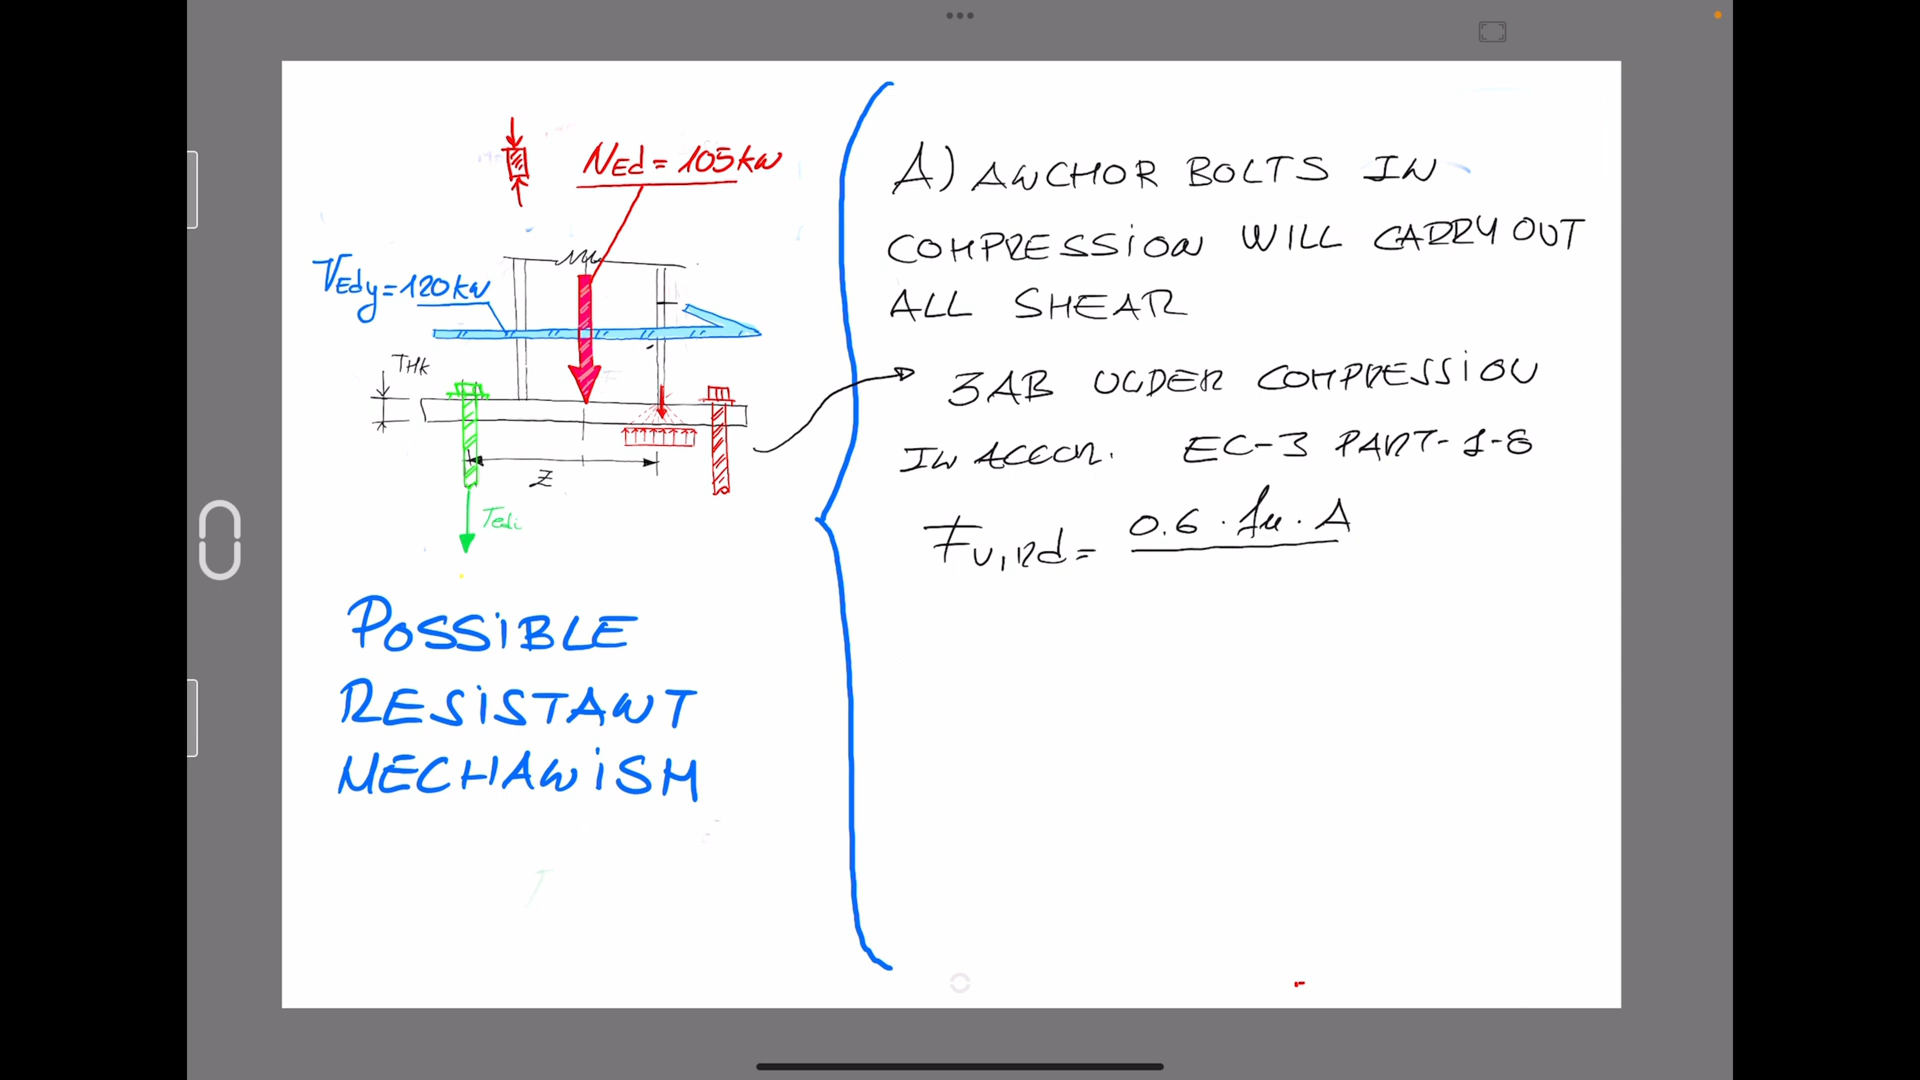 NEd = 105kN
VEdy = 120kN
THK
Z
TEdi
POSSiBLE
RESiSTANT
MECHANiSM
A) ANCHOR BOLTS IN
COMPRESSiON WiLL CARRY OUT
ALL SHEAR
3AB UNDER COMPRESSiON
IN ACCOR. EC-3 PART-1-8
Fv,Rd = 0.6 · fu · A